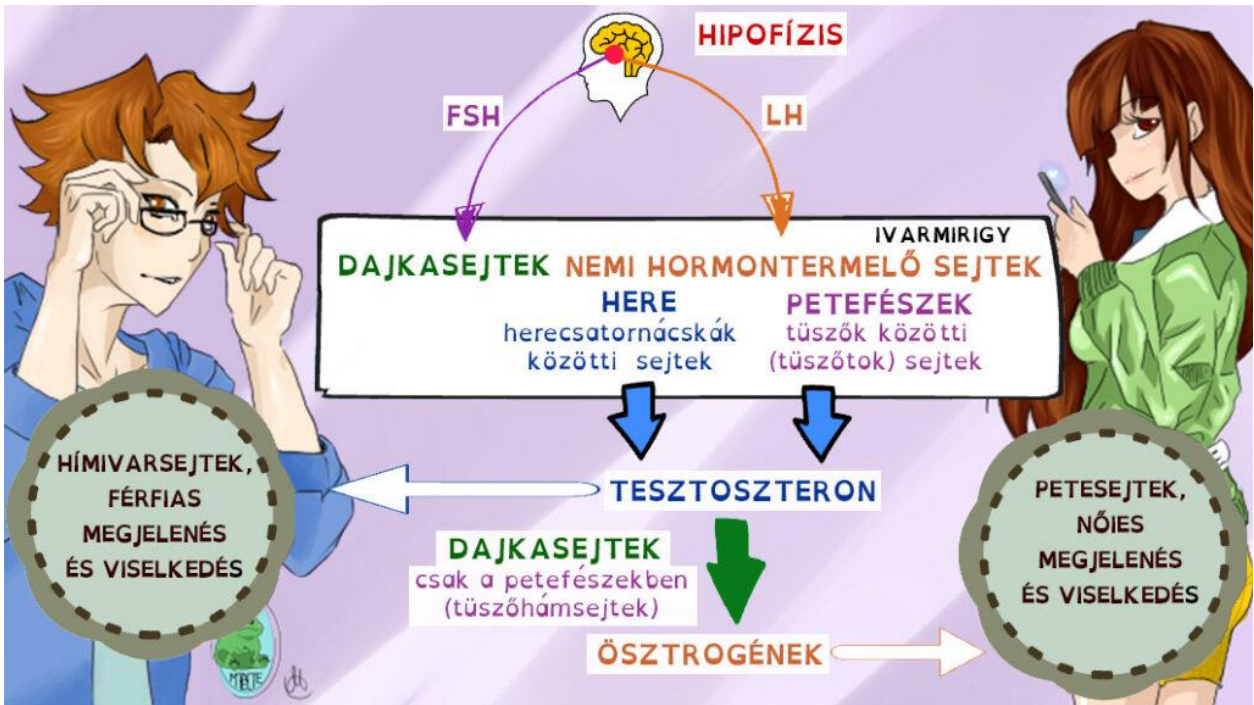 HIPOFÍZIS
FSH
LH
IVARMIRIGY
DAJKASEJTEK NEMI HORMONTERMELŐ SEJTEK
HERE
herecsatornácskák
közötti sejtek
PETEFÉSZEK
tüszők közötti
(tüszőtok) sejtek
TESZTOSZTERON
HÍMIVARSEJTEK,
FÉRFIAS
MEGJELENÉS
ÉS VISELKEDÉS
DAJKASEJTEK
csak a petefészekben
(tüszőhámsejtek)
ÖSZTROGÉNEK
PETESEJTEK,
NŐIES
MEGJELENÉS
ÉS VISELKEDÉS